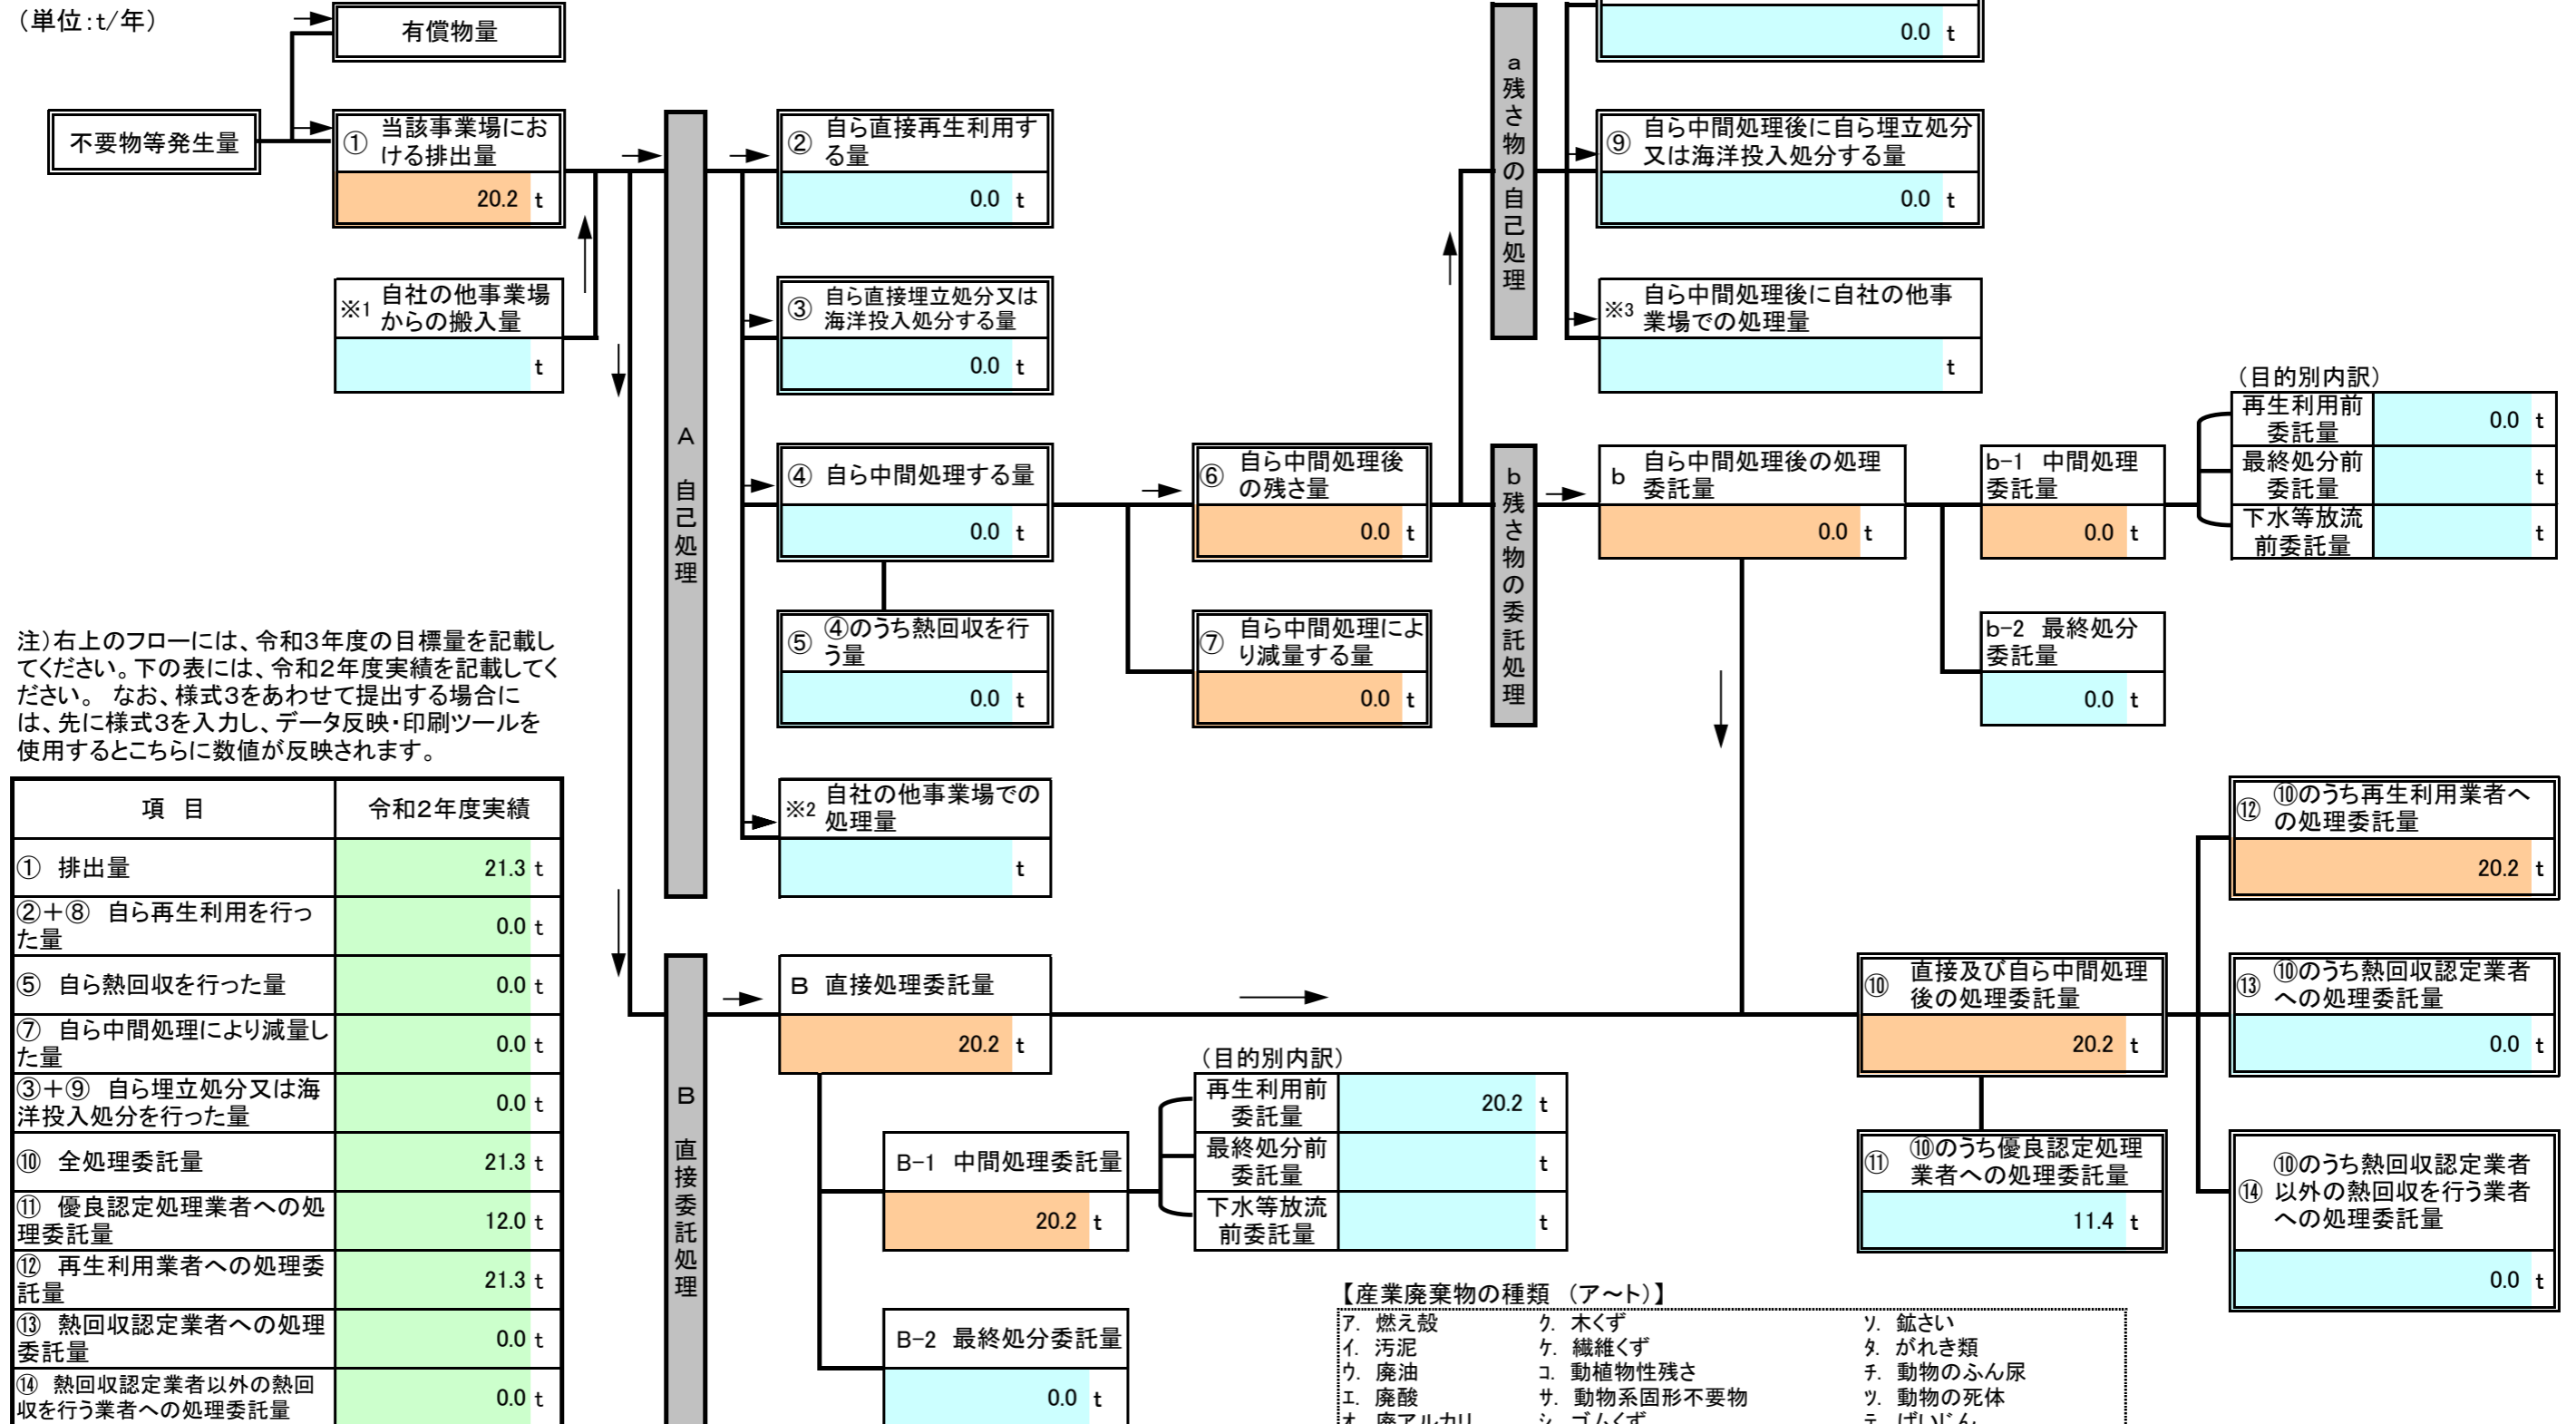 （単位:t/年）
有償物量
不要物等発生量
① 当該事業場にお
ける排出量
20.2 t
※1 自社の他事業場
からの搬入量
t
A 自己処理
② 自ら直接再生利用す
る量
0.0 t
③ 自ら直接埋立処分又は
海洋投入処分する量
0.0 t
④ 自ら中間処理する量
0.0 t
⑤ ④のうち熱回収を行
う量
0.0 t
※2 自社の他事業場での
処理量
t
⑥ 自ら中間処理後
の残さ量
0.0 t
⑦ 自ら中間処理によ
り減量する量
0.0 t
a 残さ物の自己処理
0.0 t
⑨ 自ら中間処理後に自ら埋立処分
又は海洋投入処分する量
0.0 t
※3 自ら中間処理後に自社の他事
業場での処理量
t
b 残さ物の委託処理
b 自ら中間処理後の処理
委託量
0.0 t
b-1 中間処理
委託量
0.0 t
（目的別内訳）
再生利用前
委託量
0.0 t
最終処分前
委託量
t
下水等放流
前委託量
t
b-2 最終処分
委託量
0.0 t
注）右上のフローには、令和３年度の目標量を記載し
てください。下の表には、令和２年度実績を記載してく
ださい。 なお、様式３をあわせて提出する場合に
は、先に様式３を入力し、データ反映・印刷ツールを
使用するとこちらに数値が反映されます。
項 目 令和２年度実績
① 排出量 21.3 t
②＋⑧ 自ら再生利用を行っ
た量 0.0 t
⑤ 自ら熱回収を行った量 0.0 t
⑦ 自ら中間処理により減量し
た量 0.0 t
③＋⑨ 自ら埋立処分又は海
洋投入処分を行った量 0.0 t
⑩ 全処理委託量 21.3 t
⑪ 優良認定処理業者への処
理委託量 12.0 t
⑫ 再生利用業者への処理委
託量 21.3 t
⑬ 熱回収認定業者への処理
委託量 0.0 t
⑭ 熱回収認定業者以外の熱回
収を行う業者への処理委託量 0.0 t
B 直接委託処理
B 直接処理委託量
20.2 t
B-1 中間処理委託量
20.2 t
（目的別内訳）
再生利用前
委託量
20.2 t
最終処分前
委託量
t
下水等放流
前委託量
t
B-2 最終処分委託量
0.0 t
⑩ 直接及び自ら中間処理
後の処理委託量
20.2 t
⑪ ⑩のうち優良認定処理
業者への処理委託量
11.4 t
⑫ ⑩のうち再生利用業者へ
の処理委託量
20.2 t
⑬ ⑩のうち熱回収認定業者
への処理委託量
0.0 t
⑩のうち熱回収認定業者
⑭ 以外の熱回収を行う業者
への処理委託量
0.0 t
【産業廃棄物の種類 （ア～ト）】
ｱ. 燃え殻 ｸ. 木くず ｿ. 鉱さい
ｲ. 汚泥 ｹ. 繊維くず ﾀ. がれき類
ｳ. 廃油 ｺ. 動植物性残さ ﾁ. 動物のふん尿
ｴ. 廃酸 ｻ. 動物系固形不要物 ﾂ. 動物の死体
ｵ. 廃アルカリ ｼ. ゴムくず ﾃ. ばいじん